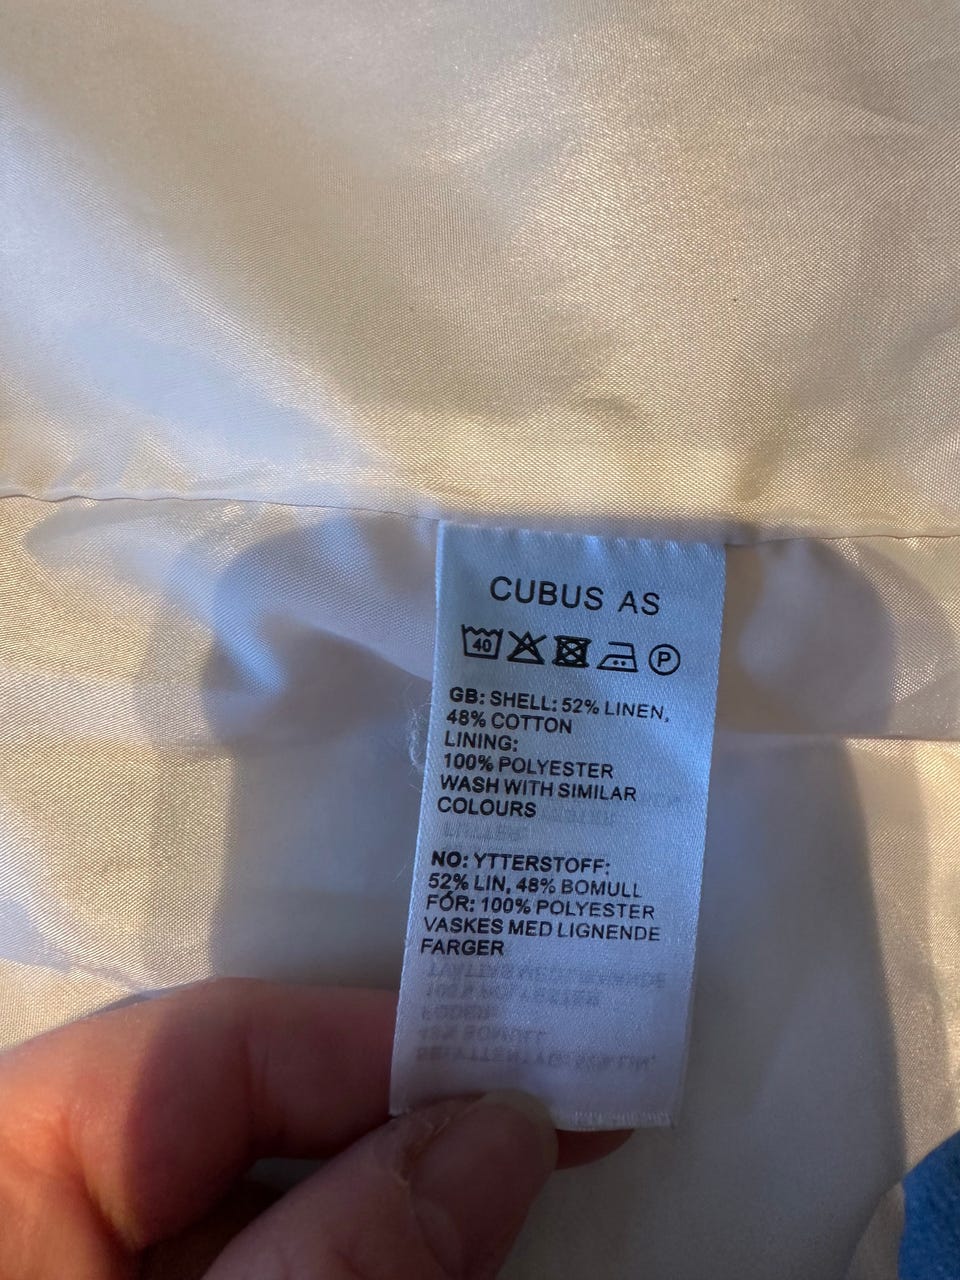 CUBUS AS
40 P
GB: SHELL: 52% LINEN,
48% COTTON
LINING:
100% POLYESTER
WASH WITH SIMILAR
COLOURS
NO: YTTERSTOFF:
52% LIN, 48% BOMULL
FÓR: 100% POLYESTER
VASKES MED LIGNENDE
FARGER